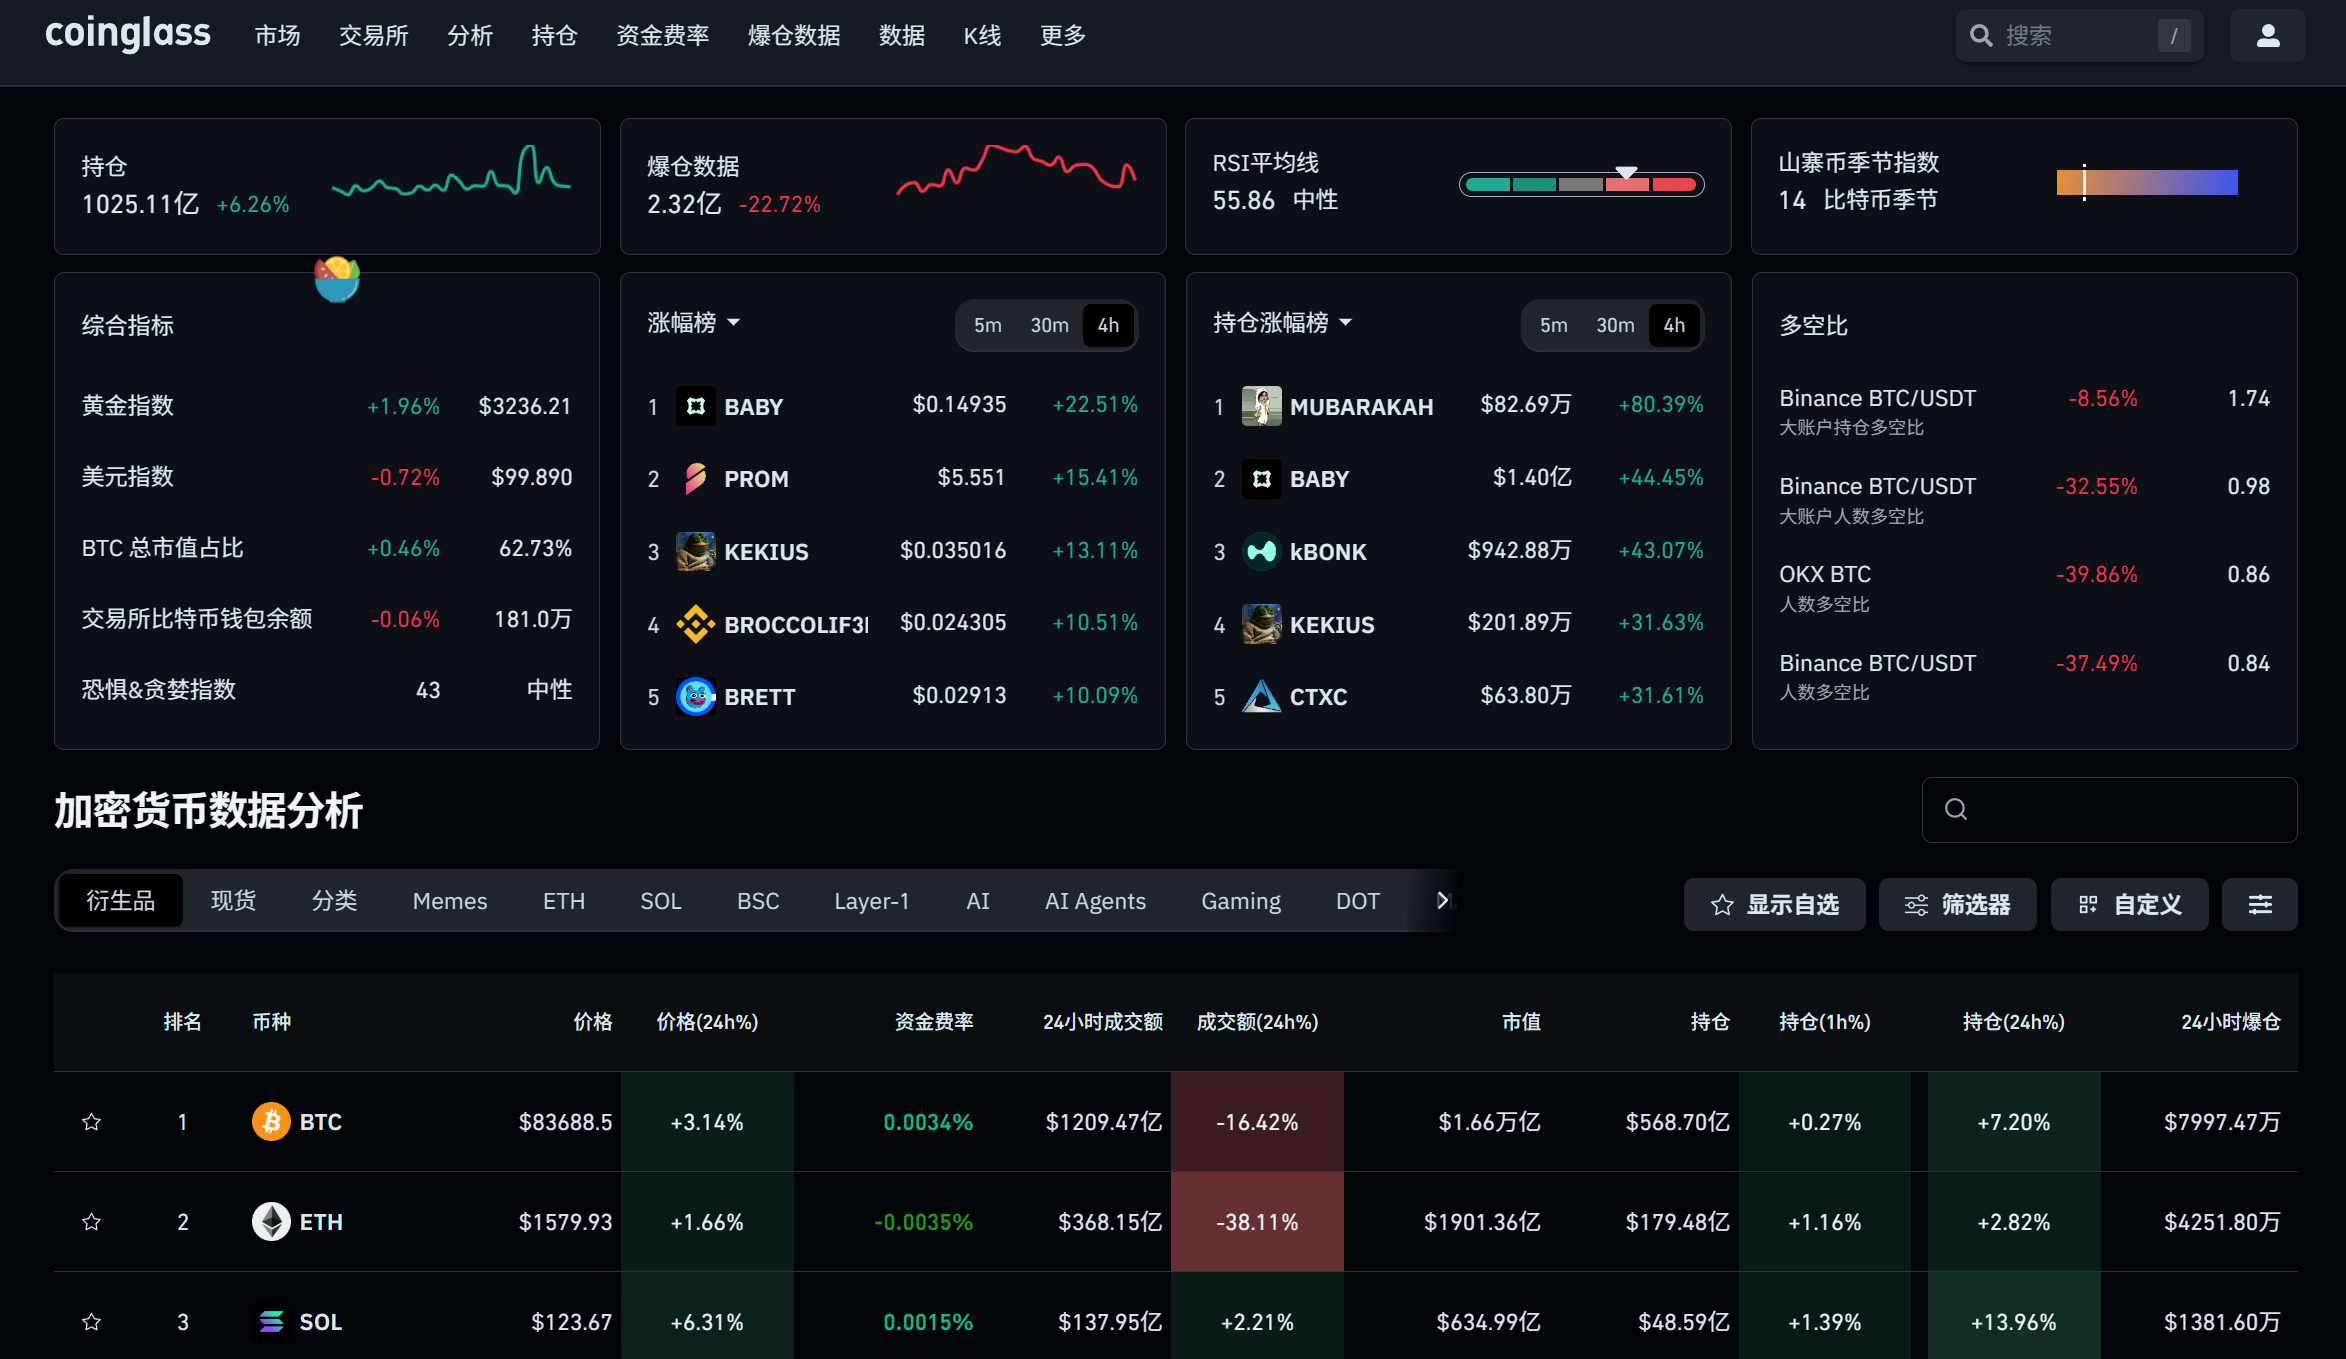 coinglass 市场 交易所 分析 持仓 资金费率 爆仓数据 数据 K线 更多 搜索 /
持仓
1025.11亿 +6.26%
爆仓数据
2.32亿 -22.72%
RSI平均线
55.86 中性
山寨币季节指数
14 比特币季节
综合指标
黄金指数 +1.96% $3236.21
美元指数 -0.72% $99.890
BTC 总市值占比 +0.46% 62.73%
交易所比特币钱包余额 -0.06% 181.0万
恐惧&贪婪指数 43 中性
涨幅榜 5m 30m 4h
1 BABY $0.14935 +22.51%
2 PROM $5.551 +15.41%
3 KEKIUS $0.035016 +13.11%
4 BROCCOLIF3 $0.024305 +10.51%
5 BRETT $0.02913 +10.09%
持仓涨幅榜 5m 30m 4h
1 MUBARAKAH $82.69万 +80.39%
2 BABY $1.40亿 +44.45%
3 kBONK $942.88万 +43.07%
4 KEKIUS $201.89万 +31.63%
5 CTXC $63.80万 +31.61%
多空比
Binance BTC/USDT -8.56% 1.74
大账户持仓多空比
Binance BTC/USDT -32.55% 0.98
大账户人数多空比
OKX BTC -39.86% 0.86
人数多空比
Binance BTC/USDT -37.49% 0.84
人数多空比
加密货币数据分析
衍生品 现货 分类 Memes ETH SOL BSC Layer-1 AI AI Agents Gaming DOT 显示自选 筛选器 自定义
排名 币种 价格 价格(24h%) 资金费率 24小时成交额 成交额(24h%) 市值 持仓 持仓(1h%) 持仓(24h%) 24小时爆仓
1 BTC $83688.5 +3.14% 0.0034% $1209.47亿 -16.42% $1.66万亿 $568.70亿 +0.27% +7.20% $7997.47万
2 ETH $1579.93 +1.66% -0.0035% $368.15亿 -38.11% $1901.36亿 $179.48亿 +1.16% +2.82% $4251.80万
3 SOL $123.67 +6.31% 0.0015% $137.95亿 +2.21% $634.99亿 $48.59亿 +1.39% +13.96% $1381.60万